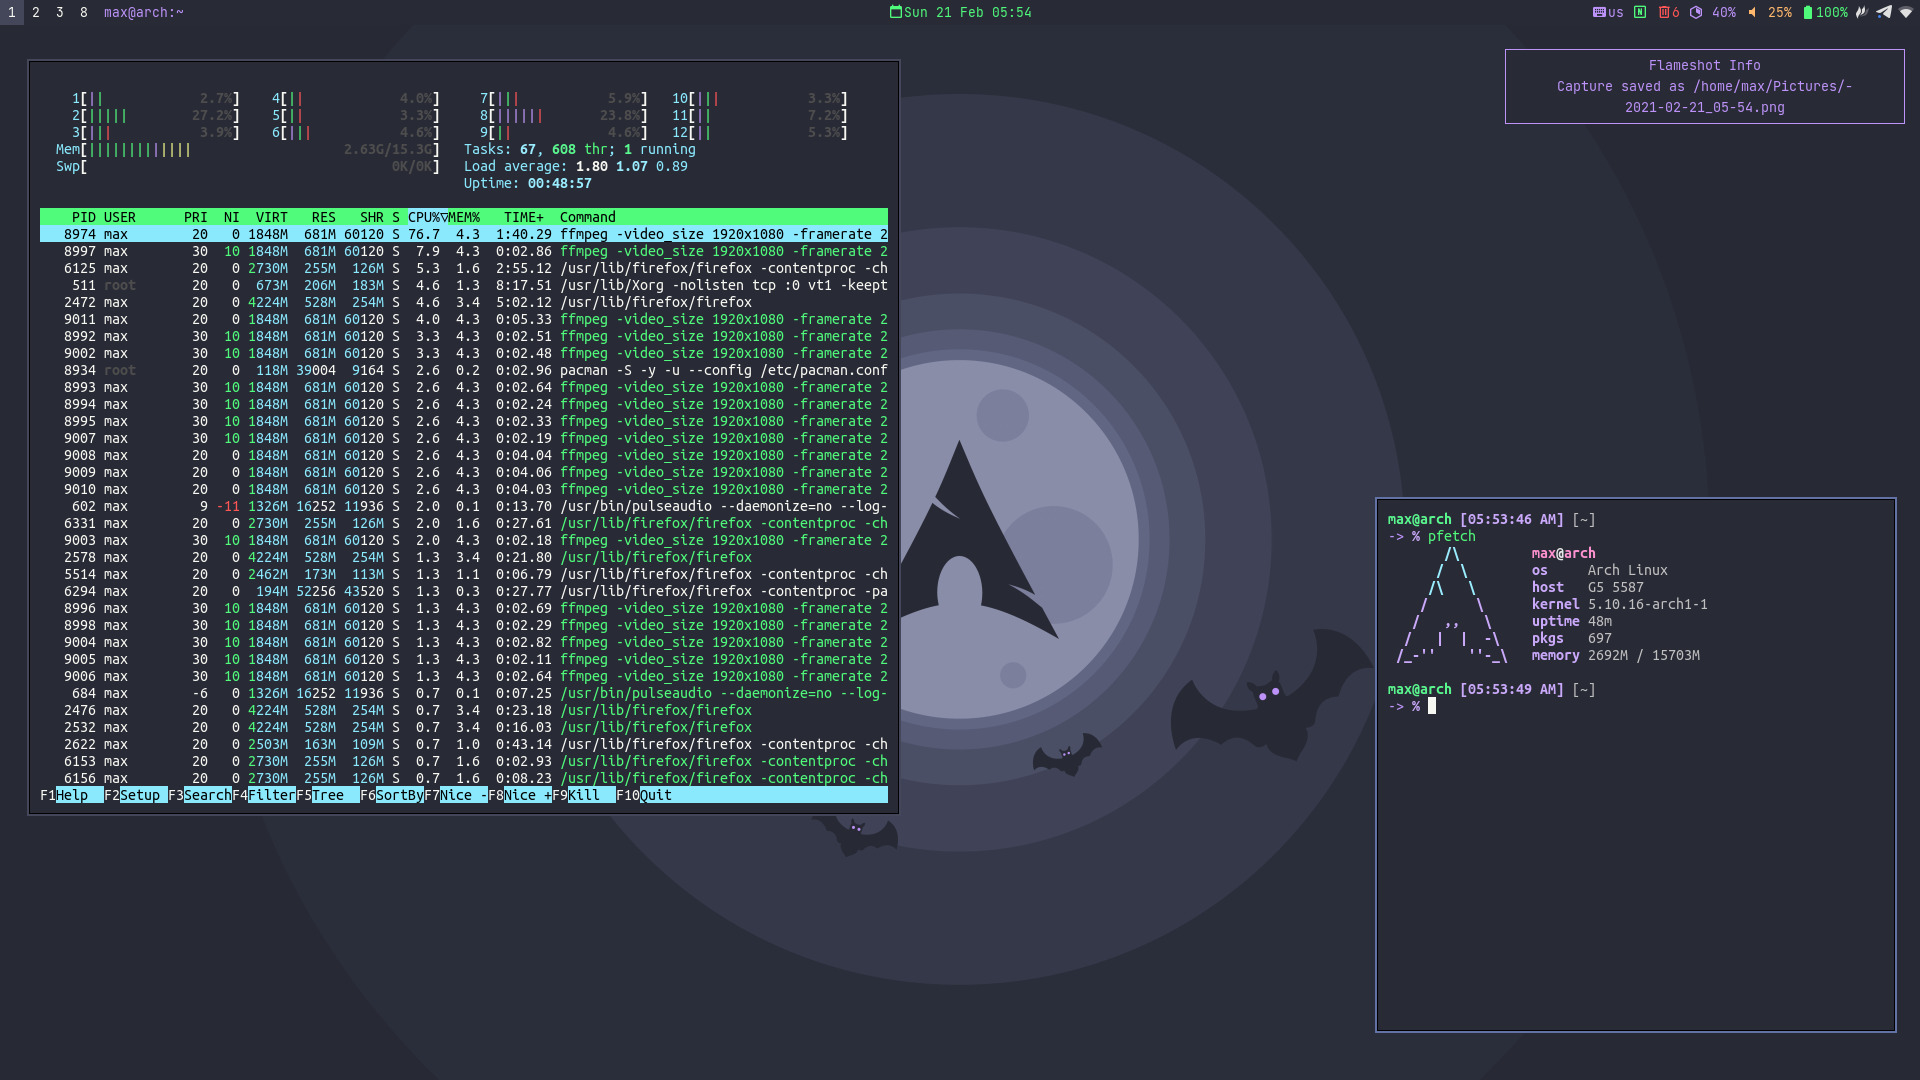 1 2 3 8 max@arch:~ Sun 21 Feb 05:54 us N 6 40% 25% 100%
Flameshot Info
Capture saved as /home/max/Pictures/-
2021-02-21_05-54.png
1[|| 2.7%] 4[|| 4.0%] 7[||| 5.9%] 10[||| 3.3%]
2[||||| 27.2%] 5[|| 3.3%] 8[|||||| 23.8%] 11[|| 7.2%]
3[||| 3.9%] 6[||| 4.6%] 9[|| 4.6%] 12[|| 5.3%]
Mem[||||||||||||| 2.63G/15.3G] Tasks: 67, 608 thr; 1 running
Swp[ 0K/0K] Load average: 1.80 1.07 0.89
Uptime: 00:48:57
PID USER PRI NI VIRT RES SHR S CPU%▽MEM% TIME+ Command
8974 max 20 0 1848M 681M 60120 S 76.7 4.3 1:40.29 ffmpeg -video_size 1920x1080 -framerate 2
8997 max 30 10 1848M 681M 60120 S 7.9 4.3 0:02.86 ffmpeg -video_size 1920x1080 -framerate 2
6125 max 20 0 2730M 255M 126M S 5.3 1.6 2:55.12 /usr/lib/firefox/firefox -contentproc -ch
511 root 20 0 673M 206M 183M S 4.6 1.3 8:17.51 /usr/lib/Xorg -nolisten tcp :0 vt1 -keept
2472 max 20 0 4224M 528M 254M S 4.6 3.4 5:02.12 /usr/lib/firefox/firefox
9011 max 20 0 1848M 681M 60120 S 4.0 4.3 0:05.33 ffmpeg -video_size 1920x1080 -framerate 2
8992 max 30 10 1848M 681M 60120 S 3.3 4.3 0:02.51 ffmpeg -video_size 1920x1080 -framerate 2
9002 max 30 10 1848M 681M 60120 S 3.3 4.3 0:02.48 ffmpeg -video_size 1920x1080 -framerate 2
8934 root 20 0 118M 39004 9164 S 2.6 0.2 0:02.96 pacman -S -y -u --config /etc/pacman.conf
8993 max 30 10 1848M 681M 60120 S 2.6 4.3 0:02.64 ffmpeg -video_size 1920x1080 -framerate 2
8994 max 30 10 1848M 681M 60120 S 2.6 4.3 0:02.24 ffmpeg -video_size 1920x1080 -framerate 2
8995 max 30 10 1848M 681M 60120 S 2.6 4.3 0:02.33 ffmpeg -video_size 1920x1080 -framerate 2
9007 max 30 10 1848M 681M 60120 S 2.6 4.3 0:02.19 ffmpeg -video_size 1920x1080 -framerate 2
9008 max 20 0 1848M 681M 60120 S 2.6 4.3 0:04.04 ffmpeg -video_size 1920x1080 -framerate 2
9009 max 20 0 1848M 681M 60120 S 2.6 4.3 0:04.06 ffmpeg -video_size 1920x1080 -framerate 2
9010 max 20 0 1848M 681M 60120 S 2.6 4.3 0:04.03 ffmpeg -video_size 1920x1080 -framerate 2
602 max 9 -11 1326M 16252 11936 S 2.0 0.1 0:13.70 /usr/bin/pulseaudio --daemonize=no --log-
6331 max 20 0 2730M 255M 126M S 2.0 1.6 0:27.61 /usr/lib/firefox/firefox -contentproc -ch
9003 max 30 10 1848M 681M 60120 S 2.0 4.3 0:02.18 ffmpeg -video_size 1920x1080 -framerate 2
2578 max 20 0 4224M 528M 254M S 1.3 3.4 0:21.80 /usr/lib/firefox/firefox
5514 max 20 0 2462M 173M 113M S 1.3 1.1 0:06.79 /usr/lib/firefox/firefox -contentproc -ch
6294 max 20 0 194M 52256 43520 S 1.3 0.3 0:27.77 /usr/lib/firefox/firefox -contentproc -pa
8996 max 30 10 1848M 681M 60120 S 1.3 4.3 0:02.69 ffmpeg -video_size 1920x1080 -framerate 2
8998 max 30 10 1848M 681M 60120 S 1.3 4.3 0:02.29 ffmpeg -video_size 1920x1080 -framerate 2
9004 max 30 10 1848M 681M 60120 S 1.3 4.3 0:02.82 ffmpeg -video_size 1920x1080 -framerate 2
9005 max 30 10 1848M 681M 60120 S 1.3 4.3 0:02.11 ffmpeg -video_size 1920x1080 -framerate 2
9006 max 30 10 1848M 681M 60120 S 1.3 4.3 0:02.64 ffmpeg -video_size 1920x1080 -framerate 2
684 max -6 0 1326M 16252 11936 S 0.7 0.1 0:07.25 /usr/bin/pulseaudio --daemonize=no --log-
2476 max 20 0 4224M 528M 254M S 0.7 3.4 0:23.18 /usr/lib/firefox/firefox
2532 max 20 0 4224M 528M 254M S 0.7 3.4 0:16.03 /usr/lib/firefox/firefox
2622 max 20 0 2503M 163M 109M S 0.7 1.0 0:43.14 /usr/lib/firefox/firefox -contentproc -ch
6153 max 20 0 2730M 255M 126M S 0.7 1.6 0:02.93 /usr/lib/firefox/firefox -contentproc -ch
6156 max 20 0 2730M 255M 126M S 0.7 1.6 0:08.23 /usr/lib/firefox/firefox -contentproc -ch
F1Help F2Setup F3SearchF4FilterF5Tree F6SortByF7Nice -F8Nice +F9Kill F10Quit
max@arch [05:53:46 AM] [~]
-> % pfetch
/\ max@arch
/ \ os Arch Linux
/\ \ host G5 5587
/ \ kernel 5.10.16-arch1-1
/ ,, \ uptime 48m
/ | | -\ pkgs 697
/_-'' ''-_\ memory 2692M / 15703M
max@arch [05:53:49 AM] [~]
-> %